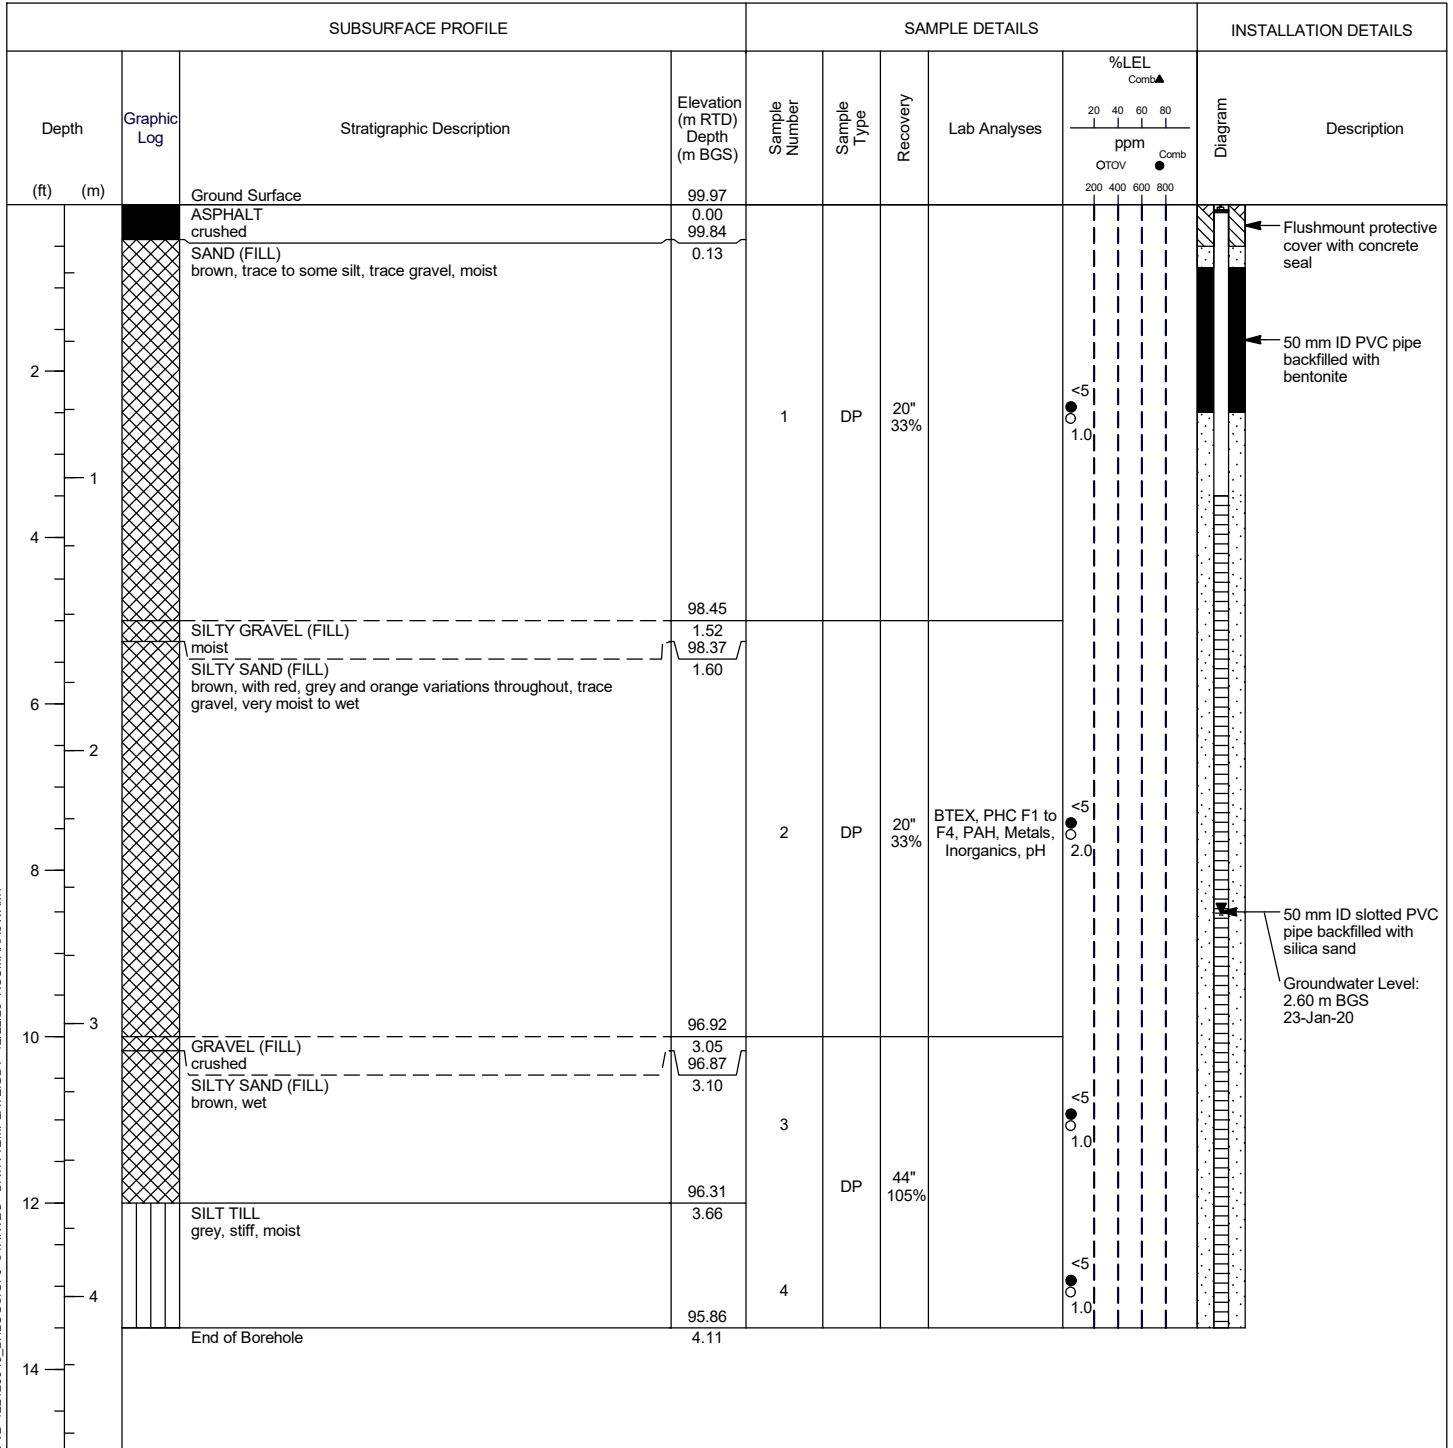 SUBSURFACE PROFILE
SAMPLE DETAILS
INSTALLATION DETAILS
Depth
(ft)
(m)
Graphic
Log
Stratigraphic Description
Elevation
(m RTD)
Depth
(m BGS)
Sample
Number
Sample
Type
Recovery
Lab Analyses
%LEL
Comb
20 40 60 80
ppm
TOV
Comb
200 400 600 800
Diagram
Description
Ground Surface
99.97
ASPHALT
0.00
crushed
99.84
SAND (FILL)
0.13
brown, trace to some silt, trace gravel, moist
Flushmount protective
cover with concrete
seal
50 mm ID PVC pipe
backfilled with
bentonite
2
1
DP
20"
33%
<5
1.0
1
4
98.45
SILTY GRAVEL (FILL)
1.52
moist
98.37
SILTY SAND (FILL)
1.60
brown, with red, grey and orange variations throughout, trace
gravel, very moist to wet
6
2
2
DP
20"
33%
BTEX, PHC F1 to
F4, PAH, Metals,
Inorganics, pH
<5
2.0
8
50 mm ID slotted PVC
pipe backfilled with
silica sand
Groundwater Level:
2.60 m BGS
23-Jan-20
3
96.92
10
GRAVEL (FILL)
3.05
crushed
96.87
SILTY SAND (FILL)
3.10
brown, wet
3
<5
1.0
DP
44"
105%
96.31
12
SILT TILL
3.66
grey, stiff, moist
4
4
<5
1.0
95.86
End of Borehole
4.11
14